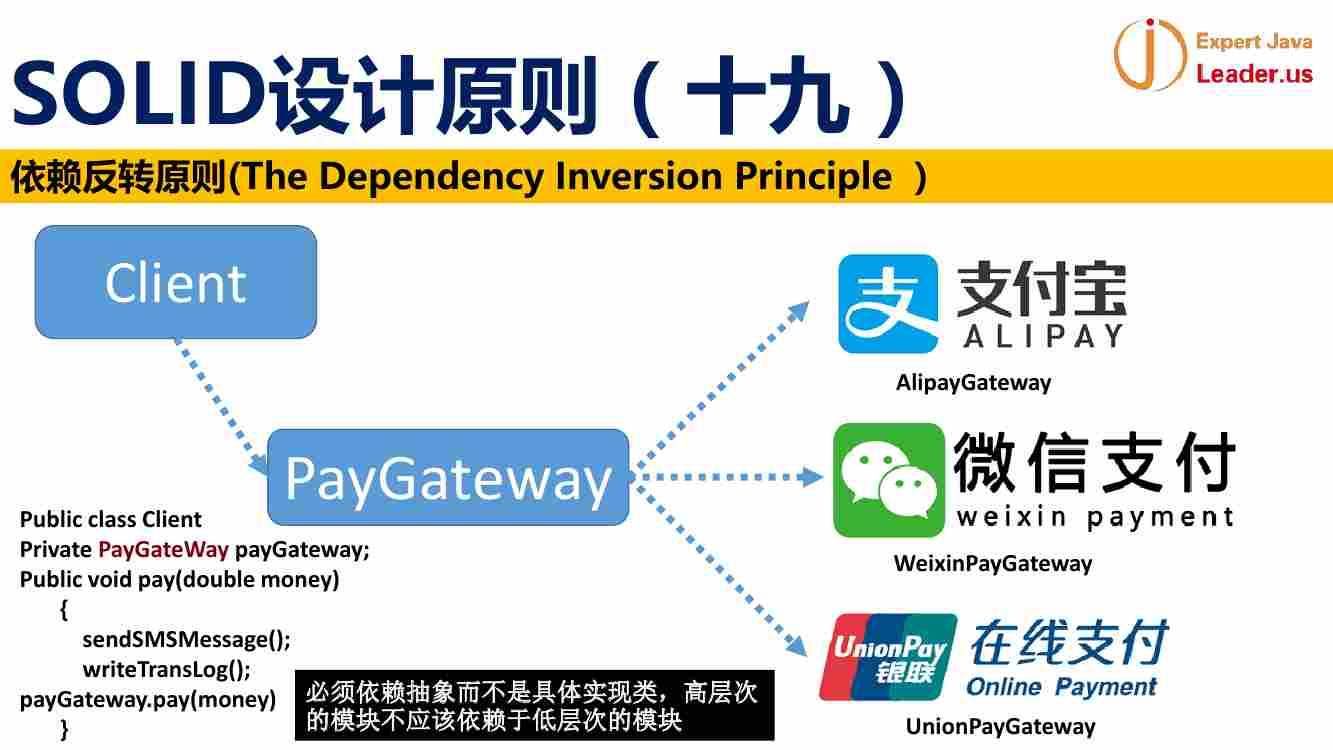 SOLID设计原则（十九）
Expert Java
Leader.us
依赖反转原则(The Dependency Inversion Principle )
Client
PayGateway
支
支付宝
ALIPAY
AlipayGateway
微信支付
weixin payment
WeixinPayGateway
UnionPay
银联
在线支付
Online Payment
UnionPayGateway
Public class Client
Private PayGateWay payGateway;
Public void pay(double money)
{
sendSMSMessage();
writeTransLog();
payGateway.pay(money)
}
必须依赖抽象而不是具体实现类，高层次
的模块不应该依赖于低层次的模块